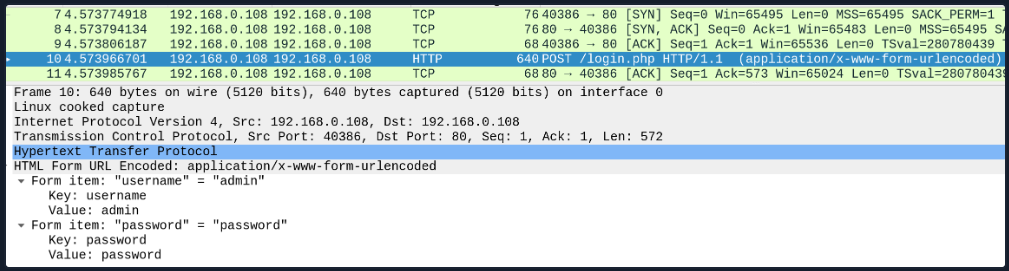 7 4.573774918 192.168.0.108 192.168.0.108 TCP 76 40386 → 80 [SYN] Seq=0 Win=65495 Len=0 MSS=65495 SACK_PERM=1
8 4.573794134 192.168.0.108 192.168.0.108 TCP 76 80 → 40386 [SYN, ACK] Seq=0 Ack=1 Win=65483 Len=0 MSS=65495
9 4.573806187 192.168.0.108 192.168.0.108 TCP 68 40386 → 80 [ACK] Seq=1 Ack=1 Win=65536 Len=0 TSval=280780439
10 4.573966701 192.168.0.108 192.168.0.108 HTTP 640 POST /login.php HTTP/1.1 (application/x-www-form-urlencoded)
11 4.573985767 192.168.0.108 192.168.0.108 TCP 68 80 → 40386 [ACK] Seq=1 Ack=573 Win=65024 Len=0 TSval=280780439
Frame 10: 640 bytes on wire (5120 bits), 640 bytes captured (5120 bits) on interface 0
Linux cooked capture
Internet Protocol Version 4, Src: 192.168.0.108, Dst: 192.168.0.108
Transmission Control Protocol, Src Port: 40386, Dst Port: 80, Seq: 1, Ack: 1, Len: 572
Hypertext Transfer Protocol
HTML Form URL Encoded: application/x-www-form-urlencoded
Form item: "username" = "admin"
Key: username
Value: admin
Form item: "password" = "password"
Key: password
Value: password